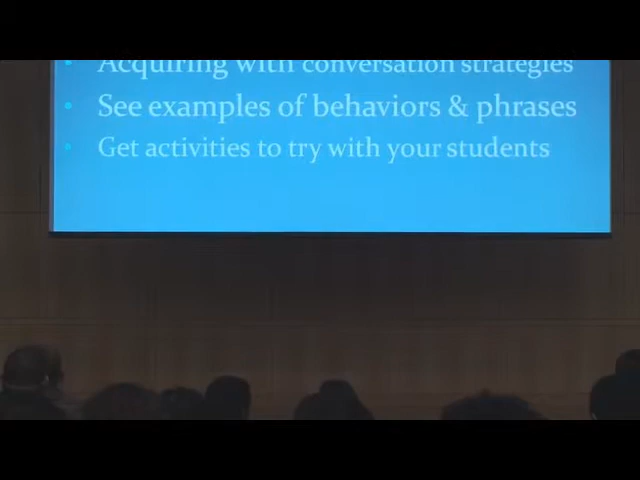 Acquiring with conversation strategies
See examples of behaviors & phrases
Get activities to try with your students